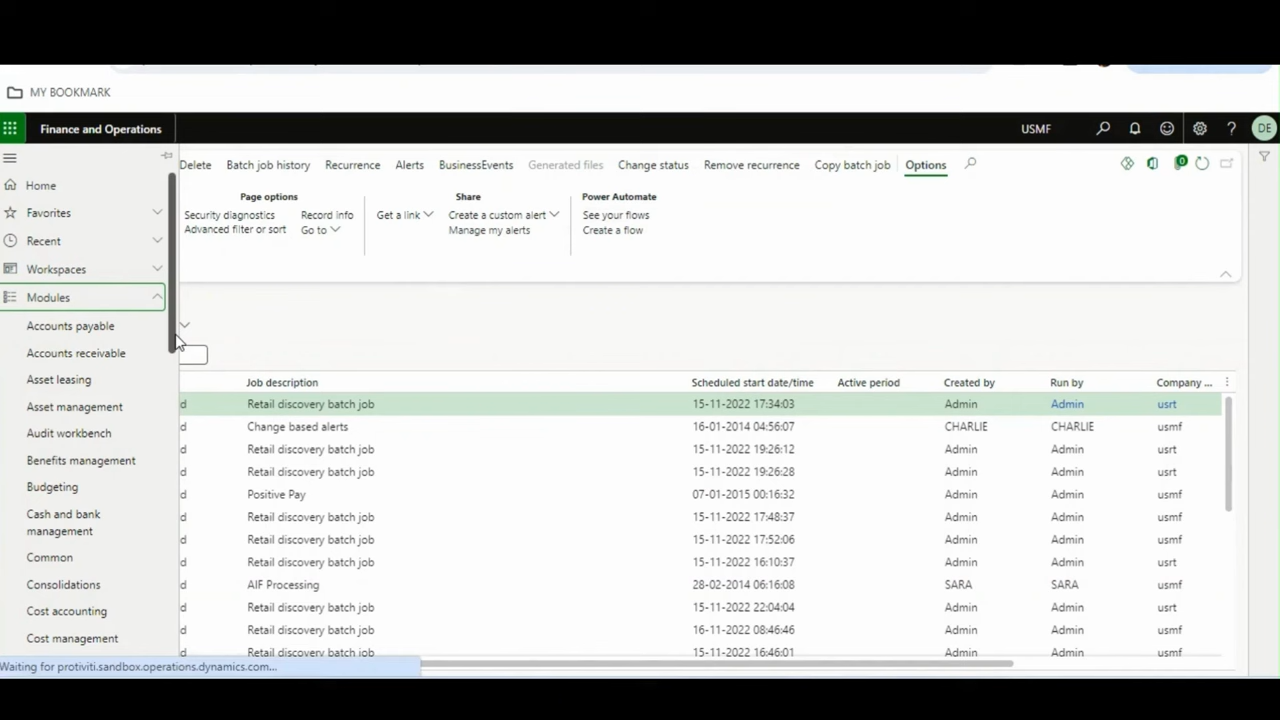 MY BOOKMARK
Finance and Operations USMF ? DE
Delete Batch job history Recurrence Alerts BusinessEvents Generated files Change status Remove recurrence Copy batch job Options 0
Page options Share Power Automate
Security diagnostics Record info Get a link Create a custom alert See your flows
Advanced filter or sort Go to Manage my alerts Create a flow
Home
Favorites
Recent
Workspaces
Modules
Accounts payable
Accounts receivable
Asset leasing
Asset management
Audit workbench
Benefits management
Budgeting
Cash and bank
management
Common
Consolidations
Cost accounting
Cost management
Job description Scheduled start date/time Active period Created by Run by Company ...
d Retail discovery batch job 15-11-2022 17:34:03 Admin Admin usrt
d Change based alerts 16-01-2014 04:56:07 CHARLIE CHARLIE usmf
d Retail discovery batch job 15-11-2022 19:26:12 Admin Admin usrt
d Retail discovery batch job 15-11-2022 19:26:28 Admin Admin usrt
d Positive Pay 07-01-2015 00:16:32 Admin Admin usmf
d Retail discovery batch job 15-11-2022 17:48:37 Admin Admin usmf
d Retail discovery batch job 15-11-2022 17:52:06 Admin Admin usmf
d Retail discovery batch job 15-11-2022 16:10:37 Admin Admin usrt
d AIF Processing 28-02-2014 06:16:08 SARA SARA usmf
d Retail discovery batch job 15-11-2022 22:04:04 Admin Admin usrt
d Retail discovery batch job 16-11-2022 08:46:46 Admin Admin usmf
d Retail discovery batch job 15-11-2022 16:46:01 Admin Admin usmf
Waiting for protiviti.sandbox.operations.dynamics.com...